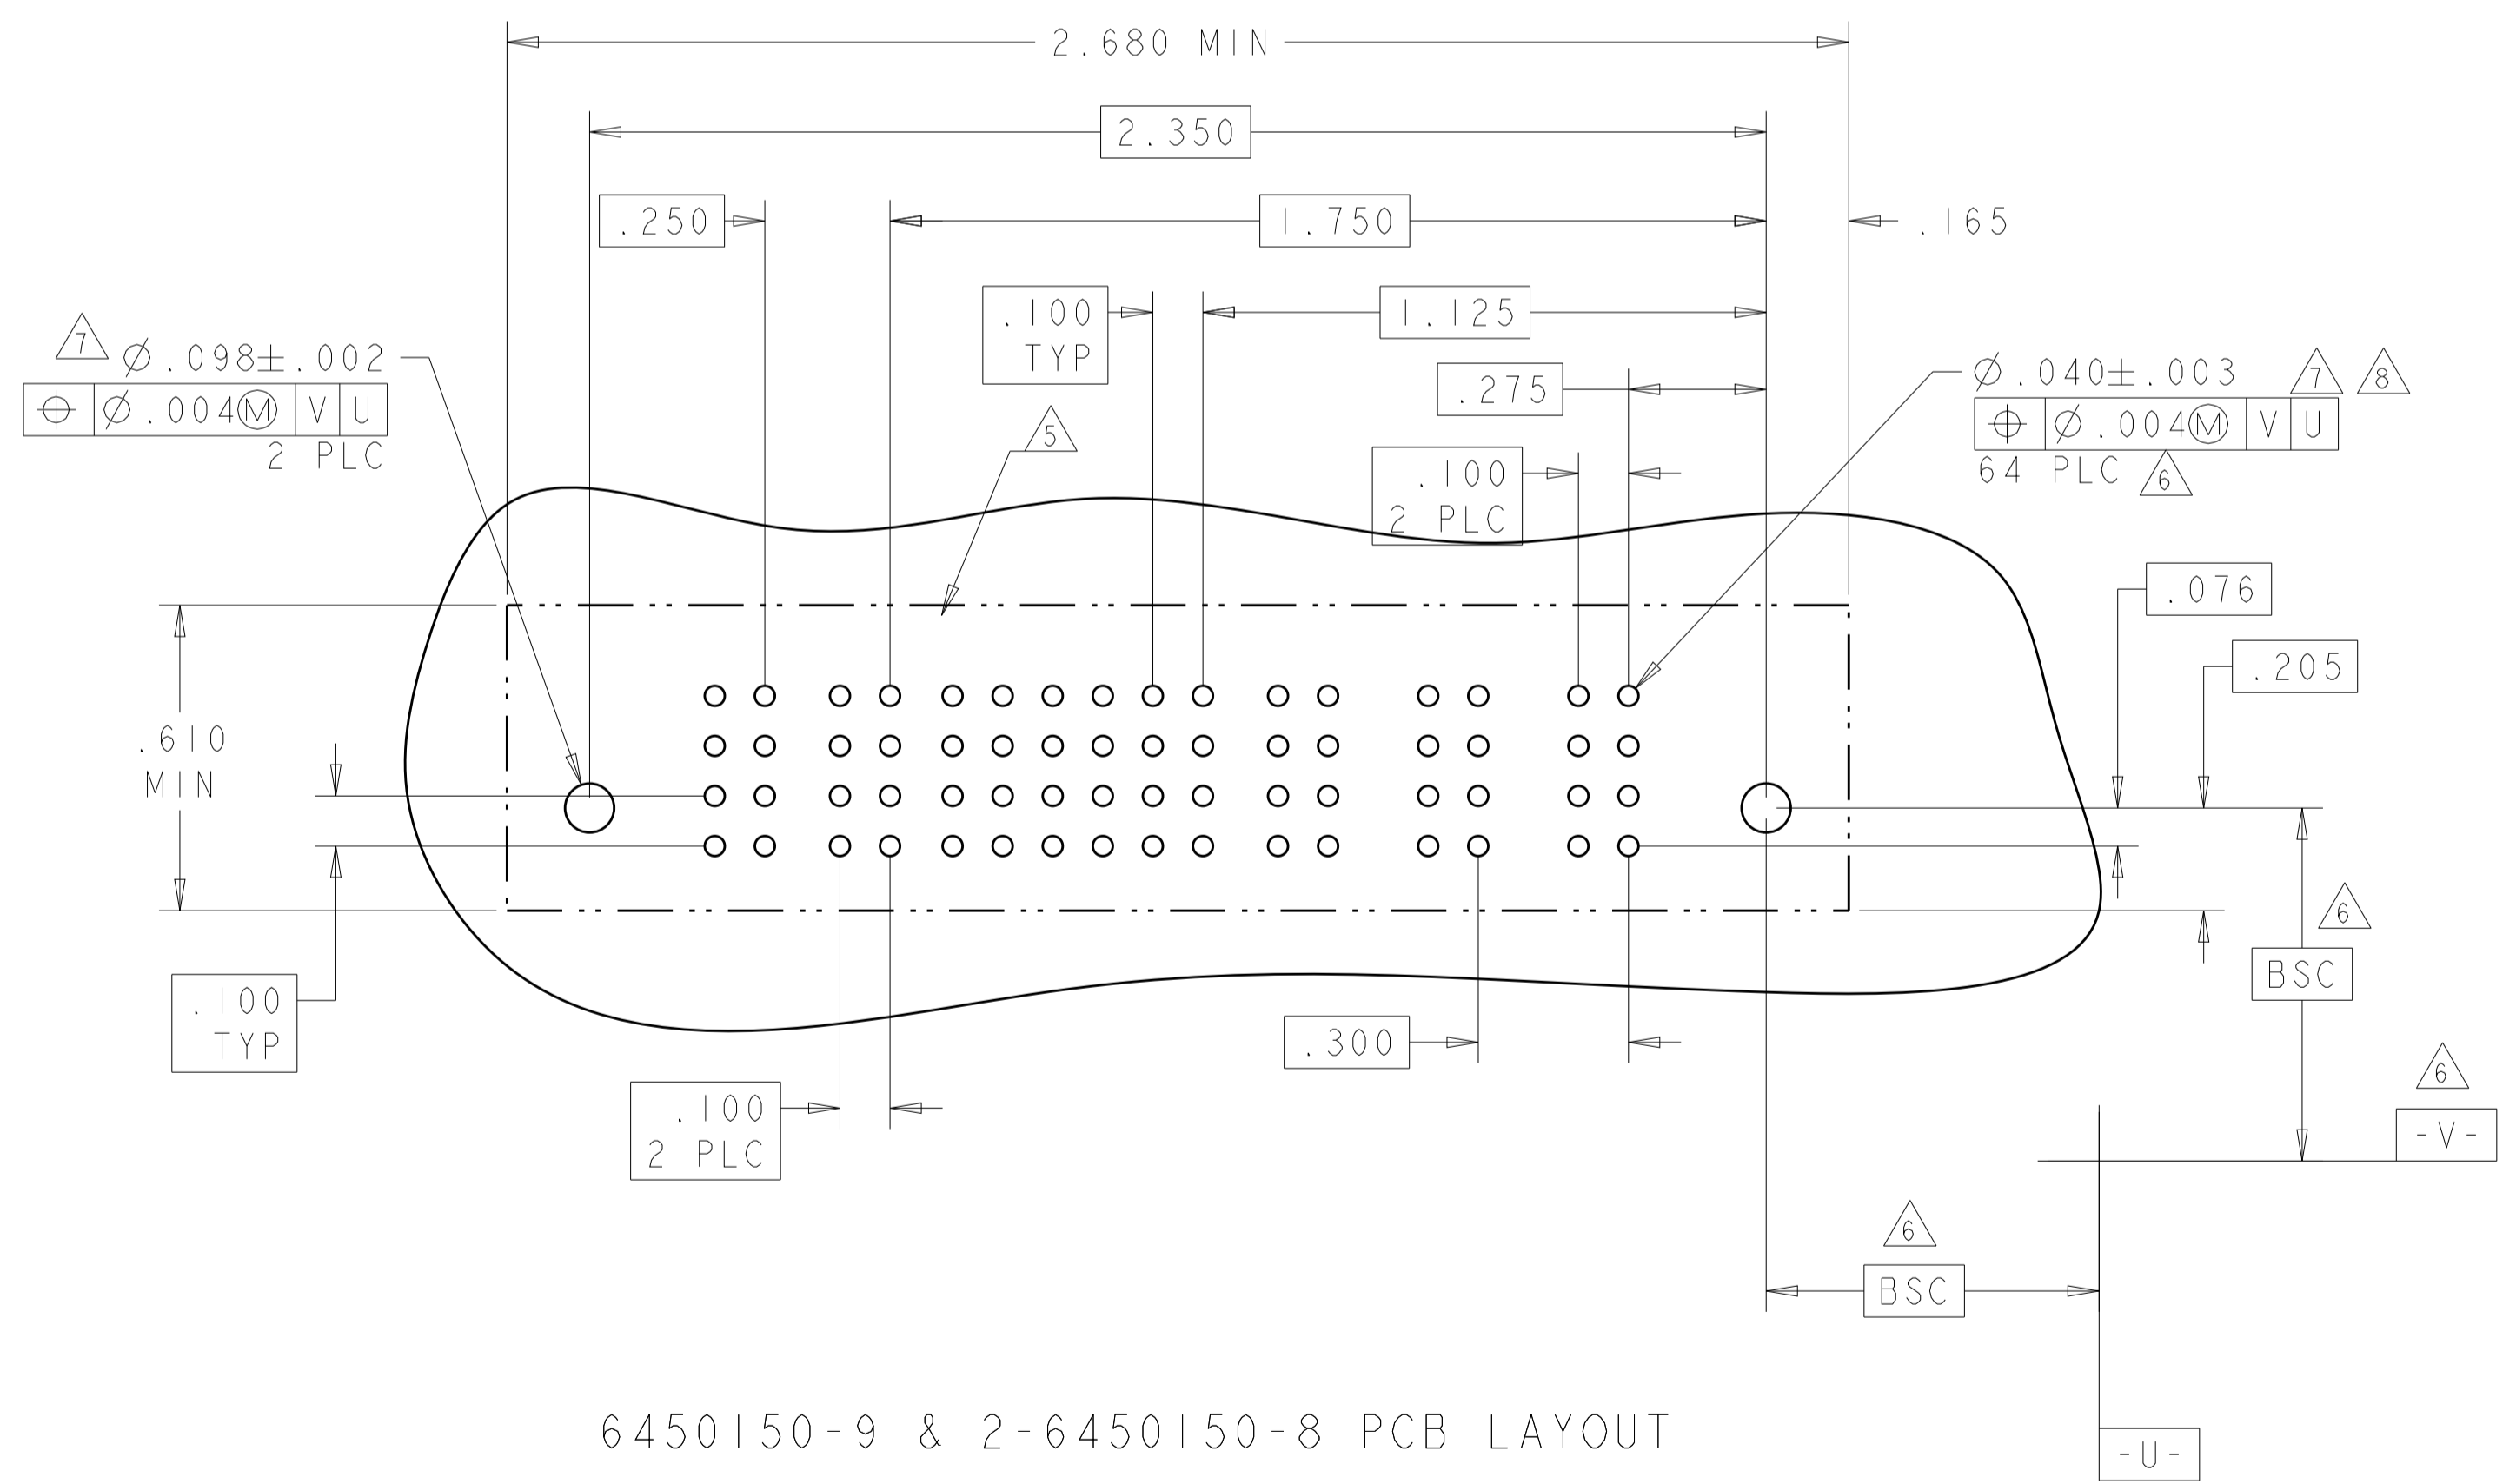 2.680 MIN
2.350
.250
1.750
.165
.100
TYP
1.125
7
Ø.098±.002
Ø.004Ⓜ V U
2 PLC
.275
Ø.040±.003 7 8
Ø.004Ⓜ V U
64 PLC 6
5
.100
2 PLC
.076
.205
.610
MIN
6
BSC
.100
TYP
.300
6
.100
2 PLC
-V-
6
BSC
6450150-9 & 2-6450150-8 PCB LAYOUT
-U-